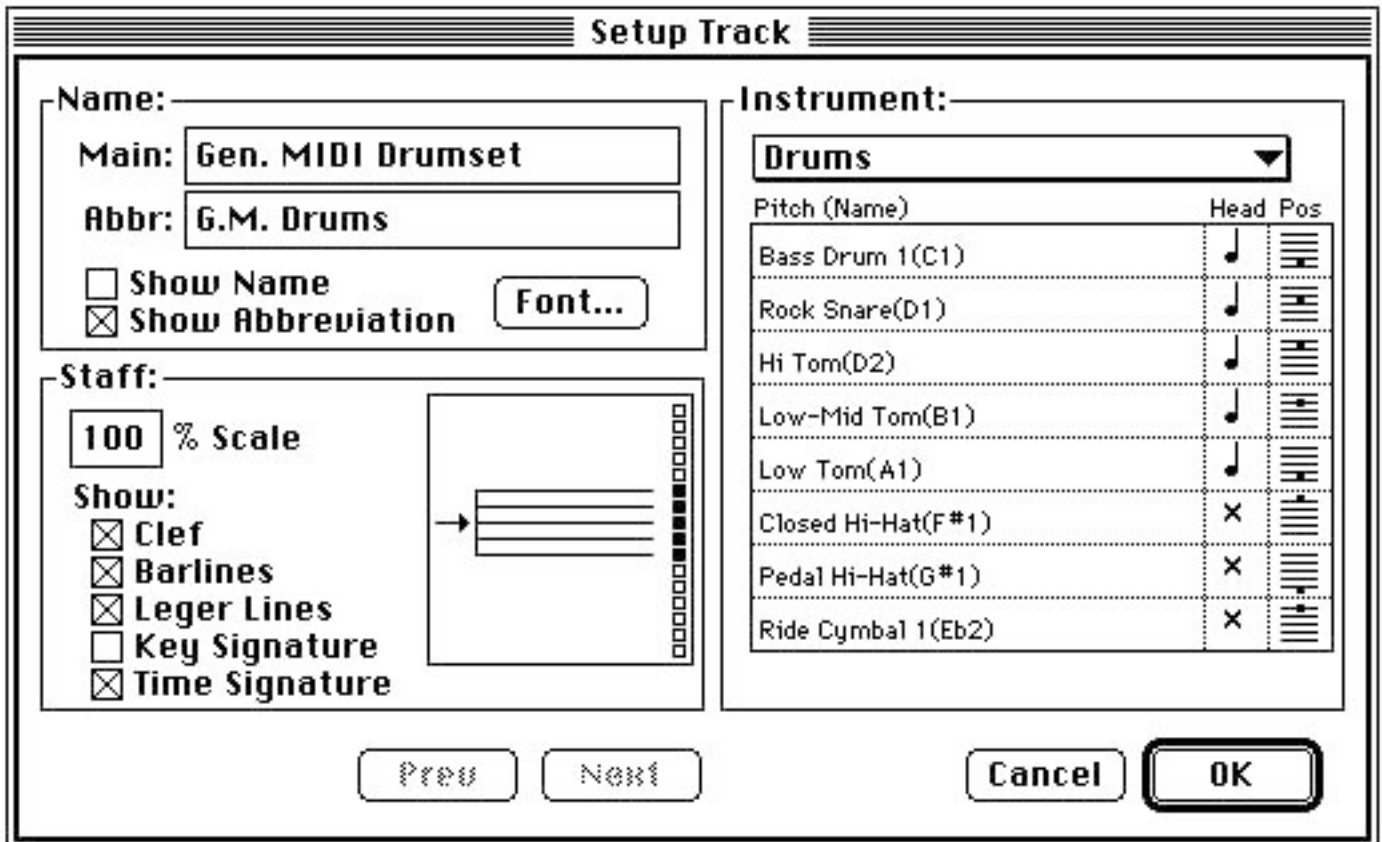 Setup Track
Name:
Main: Gen. MIDI Drumset
Abbr: G.M. Drums
Show Name
Show Abbreviation
Font...
Staff:
100 % Scale
Show:
Clef
Barlines
Leger Lines
Key Signature
Time Signature
Instrument:
Drums
Pitch (Name) Head Pos
Bass Drum 1(C1)
Rock Snare(D1)
Hi Tom(D2)
Low-Mid Tom(B1)
Low Tom(A1)
Closed Hi-Hat(F#1)
Pedal Hi-Hat(G#1)
Ride Cymbal 1(Eb2)
Prev Next Cancel OK